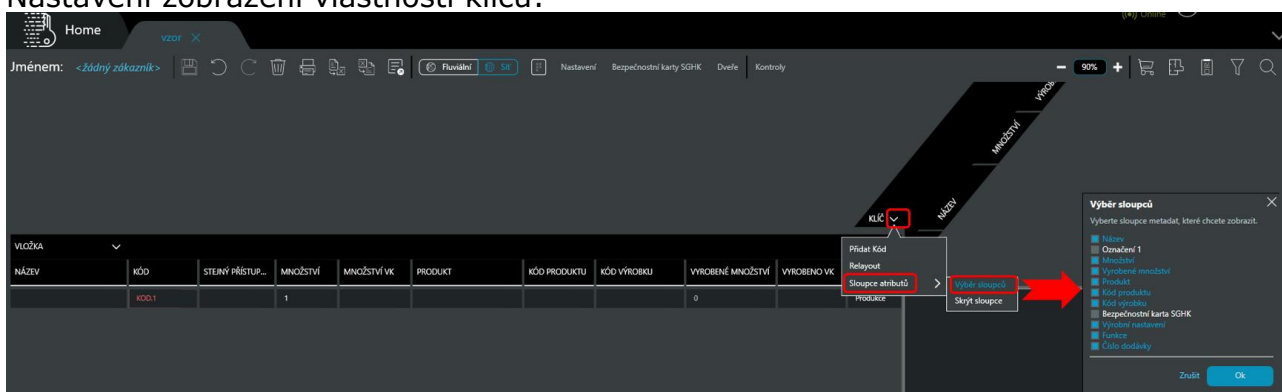 Nastavení zobrazení vlastností klíčů:
((•)) Online
Home
vzor ×
Jménem: <žádný zákazník>
Fluviální
Síť
Nastavení Bezpečnostní karty SGHK Dveře Kontroly
− 90% +
VÝROB
MNOŽSTVÍ
NÁZEV
KLÍČ
VLOŽKA
NÁZEV KÓD STEJNÝ PŘÍSTUP... MNOŽSTVÍ MNOŽSTVÍ VK PRODUKT KÓD PRODUKTU KÓD VÝROBKU VYROBENÉ MNOŽSTVÍ VYROBENO VK
KOD.1 1 0 Produkce
Přidat Kód
Relayout
Sloupce atributů
Výběr sloupců
Skrýt sloupce
Výběr sloupců
Vyberte sloupce metadat, které chcete zobrazit.
Název
Označení 1
Množství
Vyrobené množství
Produkt
Kód produktu
Kód výrobku
Bezpečnostní karta SGHK
Výrobní nastavení
Funkce
Číslo dodávky
Zrušit Ok